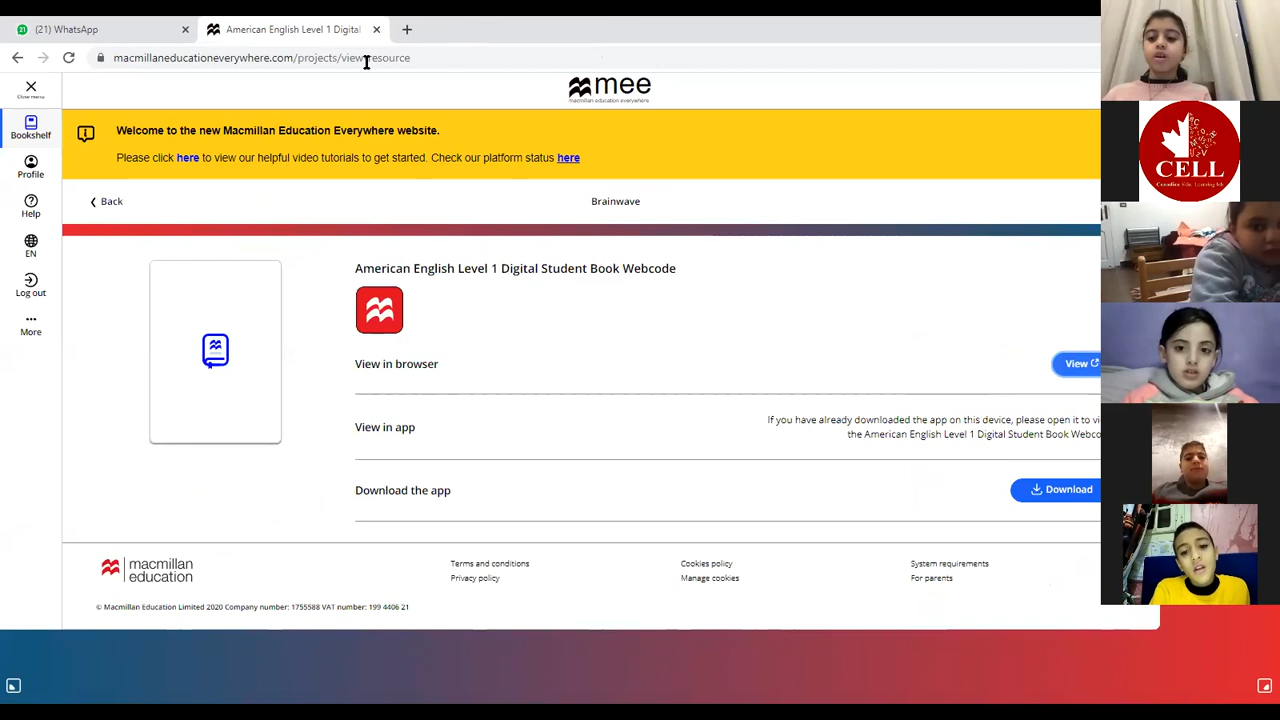 (21) WhatsApp
American English Level 1 Digital
macmillaneducationeverywhere.com/projects/view-resource
Close menu
mee
macmillan education everywhere
Bookshelf
Profile
Help
EN
Log out
More
Welcome to the new Macmillan Education Everywhere website.
Please click here to view our helpful video tutorials to get started. Check our platform status here
Back
Brainwave
American English Level 1 Digital Student Book Webcode
View in browser
View
View in app
If you have already downloaded the app on this device, please open it to vi
the American English Level 1 Digital Student Book Webco
Download the app
Download
macmillan
education
Terms and conditions
Privacy policy
Cookies policy
Manage cookies
System requirements
For parents
© Macmillan Education Limited 2020 Company number: 1755588 VAT number: 199 4406 21
CELL